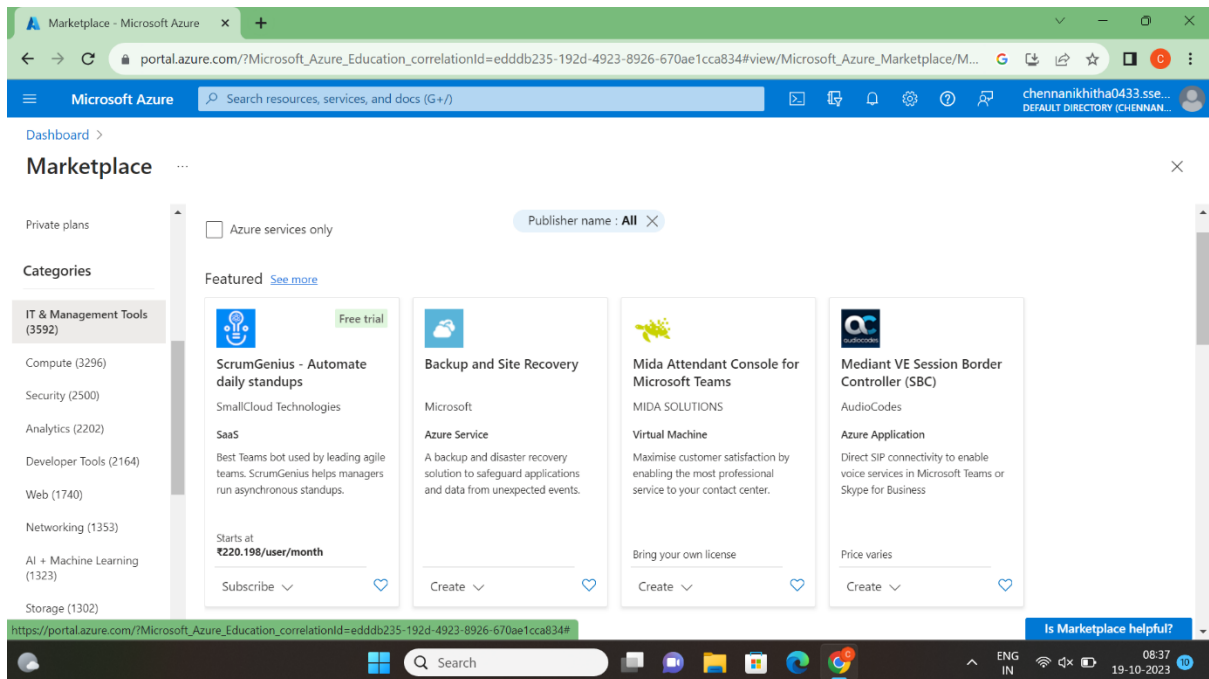 Marketplace - Microsoft Azure
portal.azure.com/?Microsoft_Azure_Education_correlationId=edddb235-192d-4923-8926-670ae1cca834#view/Microsoft_Azure_Marketplace/M...
G
C
Microsoft Azure
Search resources, services, and docs (G+/)
chennanikhitha0433.sse...
DEFAULT DIRECTORY (CHENNAN...
Dashboard >
Marketplace ...
Private plans
Categories
IT & Management Tools
(3592)
Compute (3296)
Security (2500)
Analytics (2202)
Developer Tools (2164)
Web (1740)
Networking (1353)
AI + Machine Learning
(1323)
Storage (1302)
Azure services only
Publisher name : All
Featured See more
Free trial
ScrumGenius - Automate
daily standups
SmallCloud Technologies
SaaS
Best Teams bot used by leading agile
teams. ScrumGenius helps managers
run asynchronous standups.
Starts at
₹220.198/user/month
Subscribe
Backup and Site Recovery
Microsoft
Azure Service
A backup and disaster recovery
solution to safeguard applications
and data from unexpected events.
Create
Mida Attendant Console for
Microsoft Teams
MIDA SOLUTIONS
Virtual Machine
Maximise customer satisfaction by
enabling the most professional
service to your contact center.
Bring your own license
Create
audiocodes
Mediant VE Session Border
Controller (SBC)
AudioCodes
Azure Application
Direct SIP connectivity to enable
voice services in Microsoft Teams or
Skype for Business
Price varies
Create
https://portal.azure.com/?Microsoft_Azure_Education_correlationId=edddb235-192d-4923-8926-670ae1cca834#
Is Marketplace helpful?
Search
C
ENG
IN
08:37
19-10-2023
10